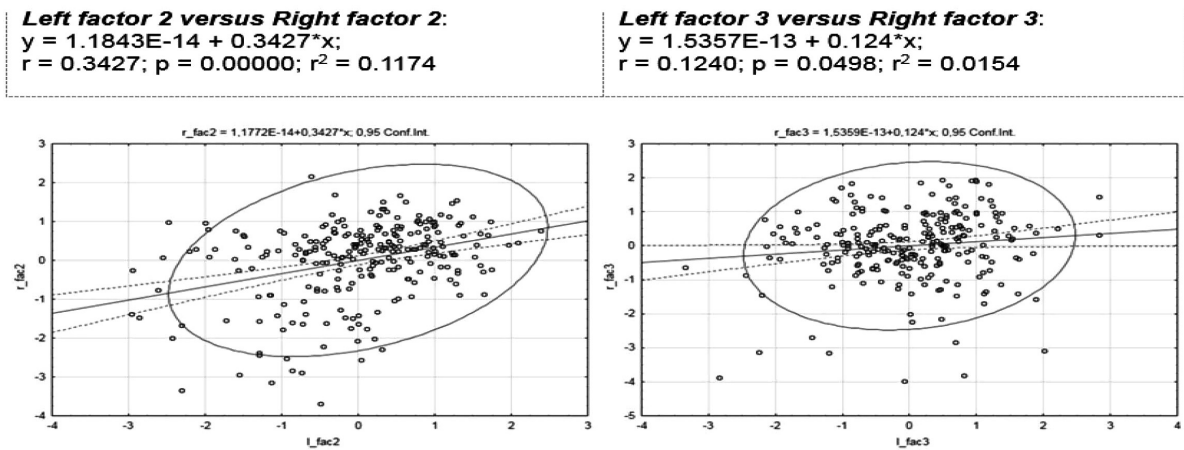 Left factor 2 versus Right factor 2:
y = 1.1843E-14 + 0.3427*x;
r = 0.3427; p = 0.00000; r² = 0.1174
Left factor 3 versus Right factor 3:
y = 1.5357E-13 + 0.124*x;
r = 0.1240; p = 0.0498; r² = 0.0154
r_fac2 = 1,1772E-14+0,3427*x; 0,95 Conf.Int.
3
2
1
0
-1
-2
-3
-4
r_fac2
-4
-3
-2
-1
0
1
2
3
l_fac2
r_fac3 = 1,5359E-13+0,124*x; 0,95 Conf.Int.
3
2
1
0
-1
-2
-3
-4
-5
r_fac3
-4
-3
-2
-1
0
1
2
3
4
l_fac3